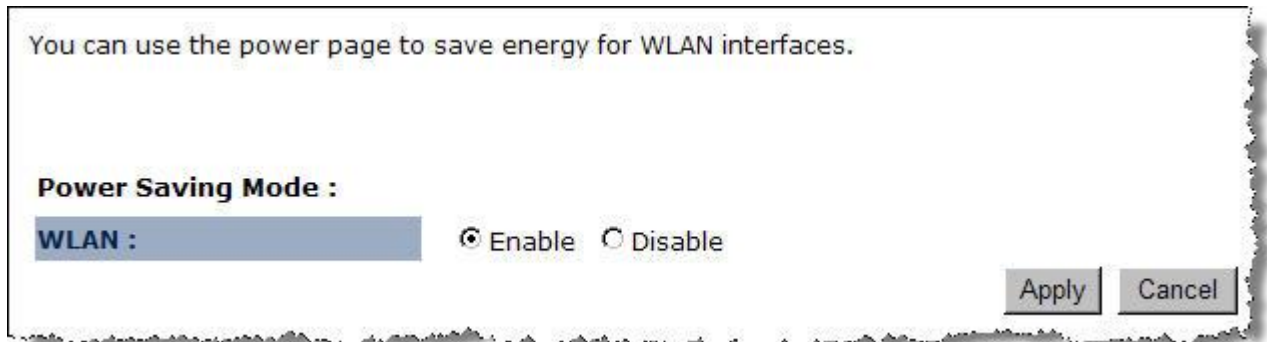 You can use the power page to save energy for WLAN interfaces.
Power Saving Mode :
WLAN : Enable Disable
Apply Cancel